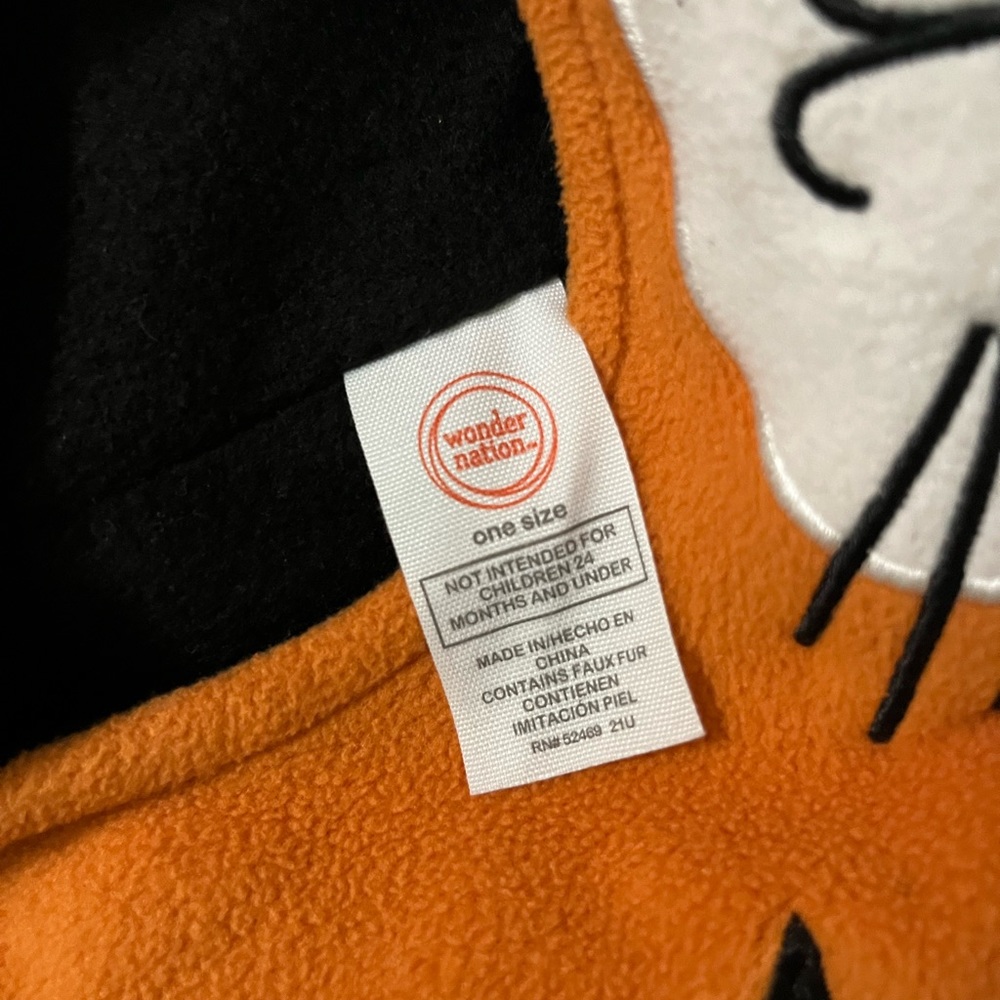 wonder
nation™
one size
NOT INTENDED FOR
CHILDREN 24
MONTHS AND UNDER
MADE IN/HECHO EN
CHINA
CONTAINS FAUX FUR
CONTIENEN
IMITACIÓN PIEL
RN# 52469 21U